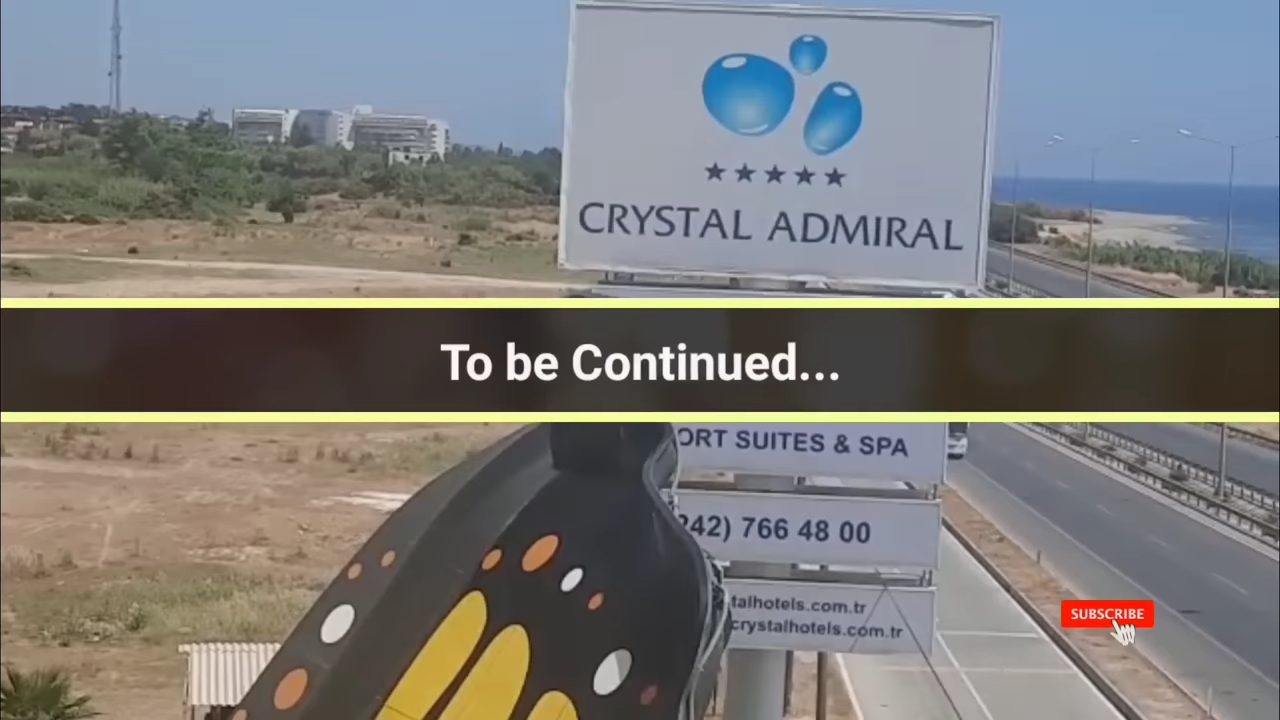 ★★★★★
CRYSTAL ADMIRAL
To be Continued...
ORT SUITES & SPA
242) 766 48 00
talhotels.com.tr
crystalhotels.com.tr
SUBSCRIBE